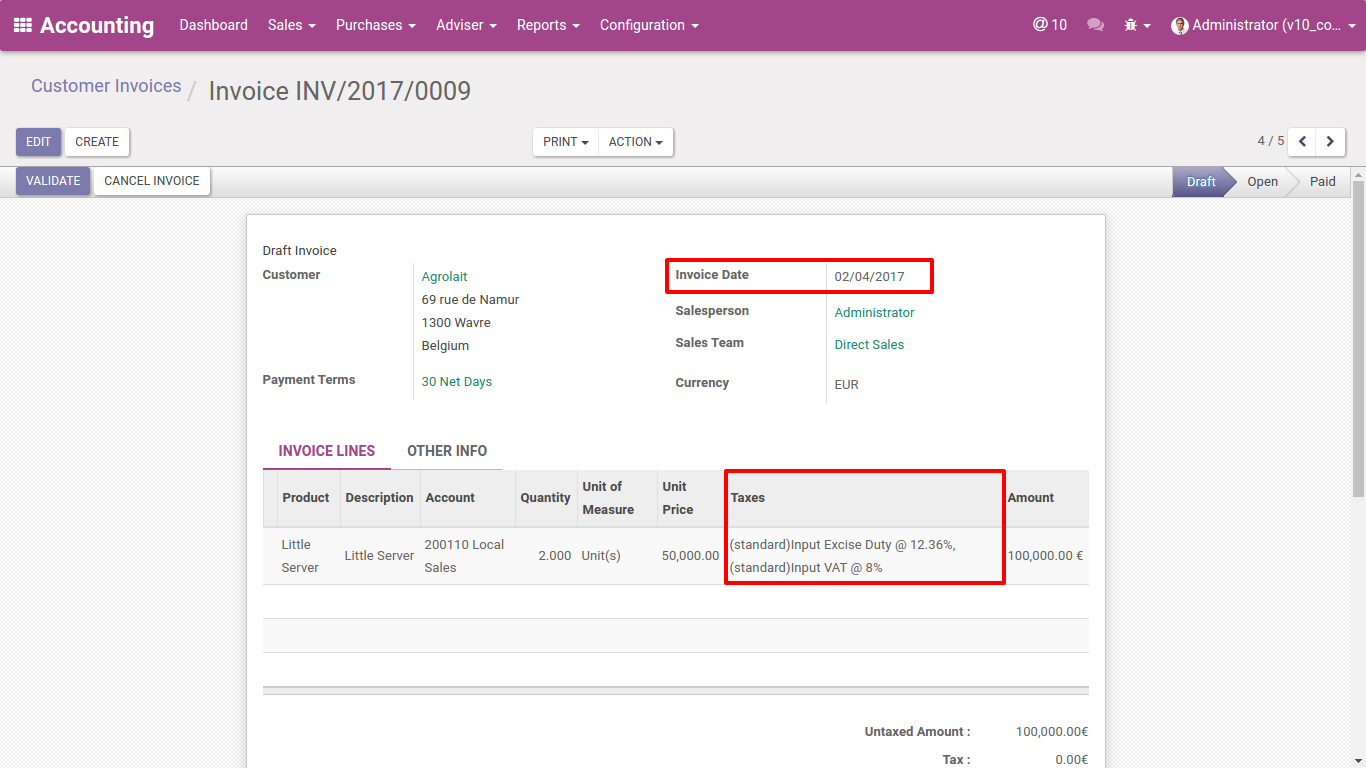 Accounting Dashboard Sales Purchases Adviser Reports Configuration @ 10 Administrator (v10_co...
Customer Invoices / Invoice INV/2017/0009
EDIT CREATE PRINT ACTION 4 / 5
VALIDATE CANCEL INVOICE Draft Open Paid
Draft Invoice
Customer Agrolait
69 rue de Namur
1300 Wavre
Belgium
Payment Terms 30 Net Days
Invoice Date 02/04/2017
Salesperson Administrator
Sales Team Direct Sales
Currency EUR
INVOICE LINES OTHER INFO
Product Description Account Quantity Unit of Measure Unit Price Taxes Amount
Little Server Little Server 200110 Local Sales 2.000 Unit(s) 50,000.00 (standard)Input Excise Duty @ 12.36%, (standard)Input VAT @ 8% 100,000.00 €
Untaxed Amount : 100,000.00€
Tax : 0.00€